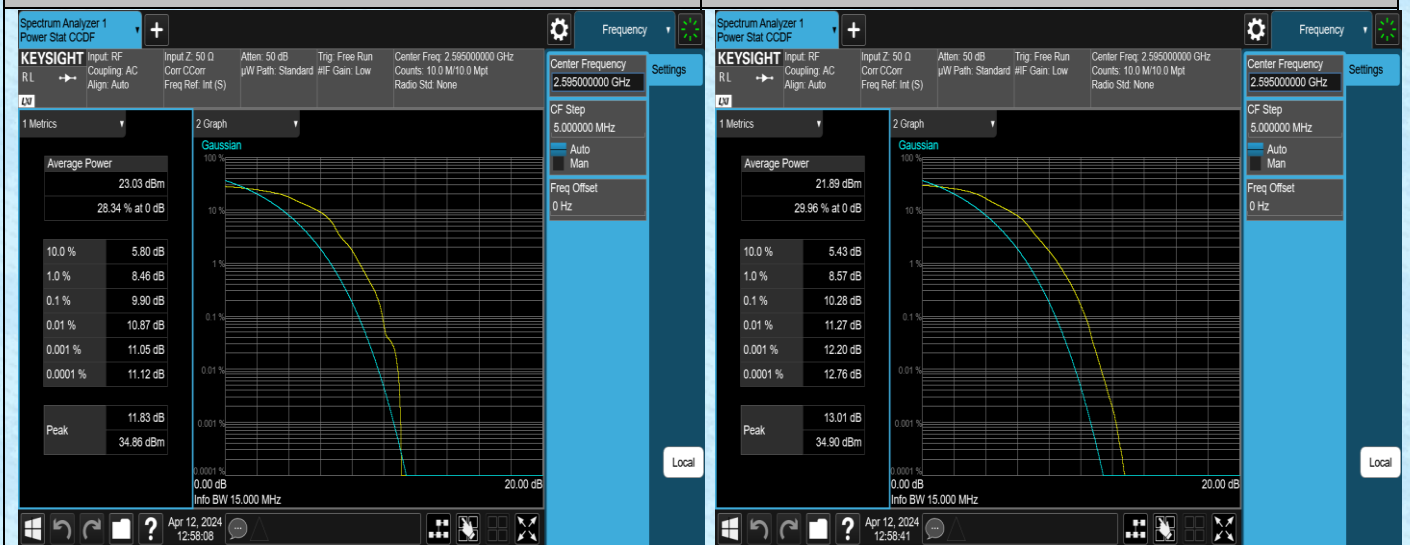 Spectrum Analyzer 1
Power Stat CCDF
Frequency
KEYSIGHT
RL
LXI
Input: RF
Coupling: AC
Align: Auto
Input Z: 50 Ω
Corr CCorr
Freq Ref: Int (S)
Atten: 50 dB
µW Path: Standard
Trig: Free Run
#IF Gain: Low
Center Freq: 2.595000000 GHz
Counts: 10.0 M/10.0 Mpt
Radio Std: None
Center Frequency
2.595000000 GHz
Settings
CF Step
5.000000 MHz
Auto
Man
Freq Offset
0 Hz
1 Metrics
2 Graph
Average Power
23.03 dBm
28.34 % at 0 dB
10.0 % 5.80 dB
1.0 % 8.46 dB
0.1 % 9.90 dB
0.01 % 10.87 dB
0.001 % 11.05 dB
0.0001 % 11.12 dB
Peak
11.83 dB
34.86 dBm
Gaussian
100 %
10 %
1 %
0.1 %
0.01 %
0.001 %
0.0001 %
0.00 dB
20.00 dB
Info BW 15.000 MHz
Local
?
Apr 12, 2024
12:58:08
Spectrum Analyzer 1
Power Stat CCDF
Frequency
KEYSIGHT
RL
LXI
Input: RF
Coupling: AC
Align: Auto
Input Z: 50 Ω
Corr CCorr
Freq Ref: Int (S)
Atten: 50 dB
µW Path: Standard
Trig: Free Run
#IF Gain: Low
Center Freq: 2.595000000 GHz
Counts: 10.0 M/10.0 Mpt
Radio Std: None
Center Frequency
2.595000000 GHz
Settings
CF Step
5.000000 MHz
Auto
Man
Freq Offset
0 Hz
1 Metrics
2 Graph
Average Power
21.89 dBm
29.96 % at 0 dB
10.0 % 5.43 dB
1.0 % 8.57 dB
0.1 % 10.28 dB
0.01 % 11.27 dB
0.001 % 12.20 dB
0.0001 % 12.76 dB
Peak
13.01 dB
34.90 dBm
Gaussian
100 %
10 %
1 %
0.1 %
0.01 %
0.001 %
0.0001 %
0.00 dB
20.00 dB
Info BW 15.000 MHz
Local
?
Apr 12, 2024
12:58:41